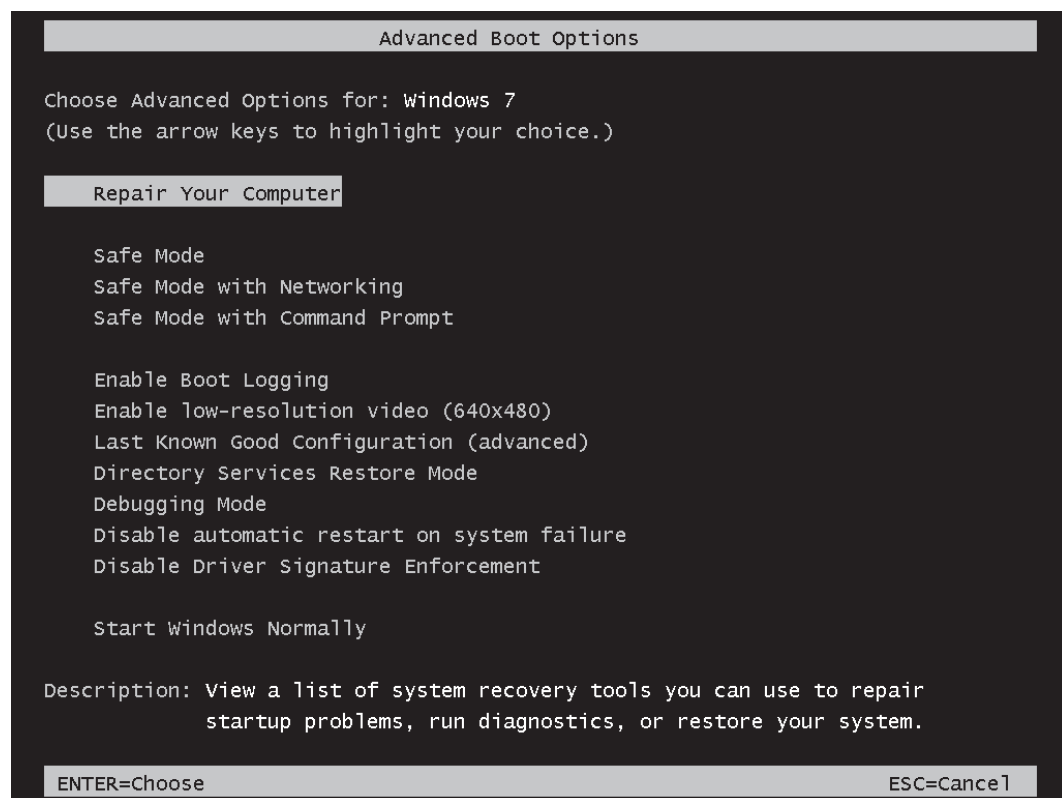 Advanced Boot Options
Choose Advanced Options for: Windows 7
(Use the arrow keys to highlight your choice.)
Repair Your Computer
Safe Mode
Safe Mode with Networking
Safe Mode with Command Prompt
Enable Boot Logging
Enable low-resolution video (640x480)
Last Known Good Configuration (advanced)
Directory Services Restore Mode
Debugging Mode
Disable automatic restart on system failure
Disable Driver Signature Enforcement
Start Windows Normally
Description: View a list of system recovery tools you can use to repair
startup problems, run diagnostics, or restore your system.
ENTER=Choose ESC=Cancel